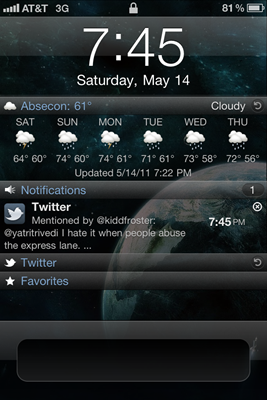 AT&T 3G 81 %
7:45
Saturday, May 14
Absecon: 61° Cloudy
SAT SUN MON TUE WED THU
64° 60° 74° 60° 74° 61° 71° 61° 73° 58° 72° 56°
Updated 5/14/11 7:22 PM
Notifications 1
Twitter
Mentioned by @kiddfroster: 7:45 PM
@yatritrivedi I hate it when people abuse
the express lane. ...
Twitter
Favorites